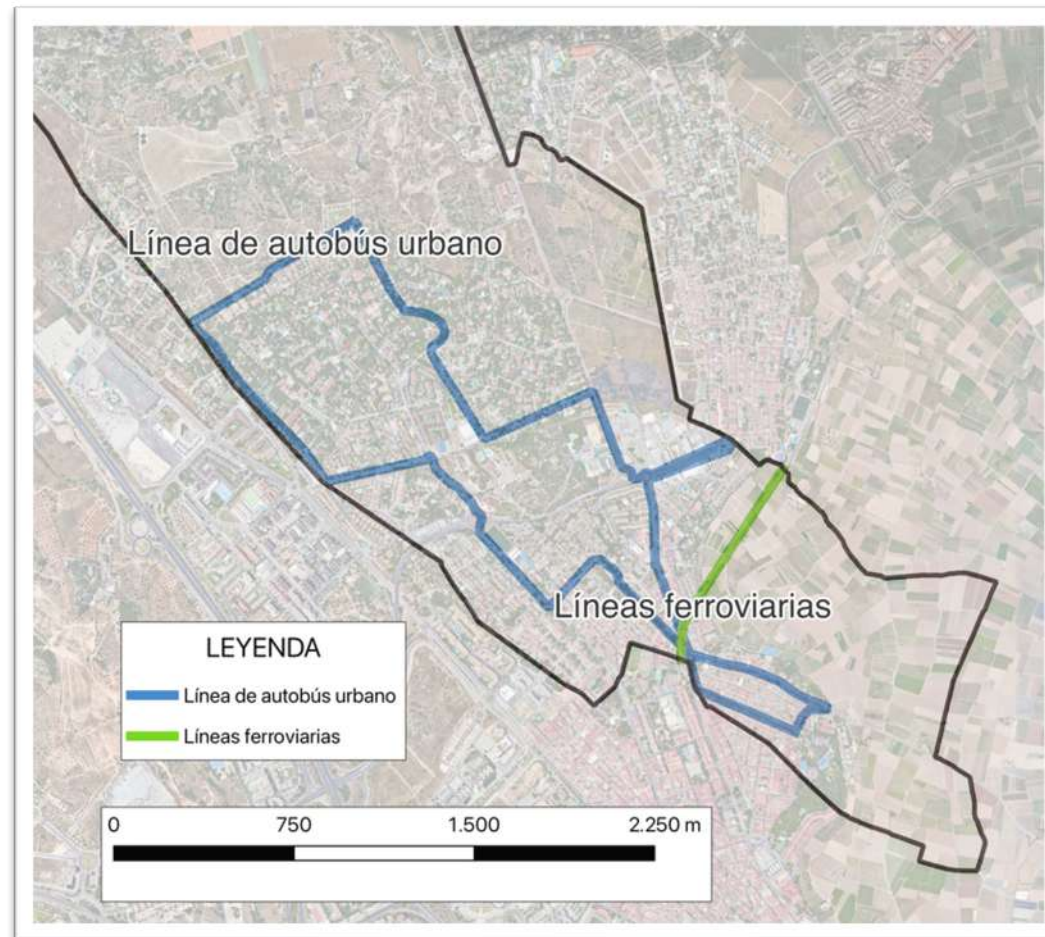 Línea de autobús urbano
Líneas ferroviarias
LEYENDA
Línea de autobús urbano
Líneas ferroviarias
0 750 1.500 2.250 m